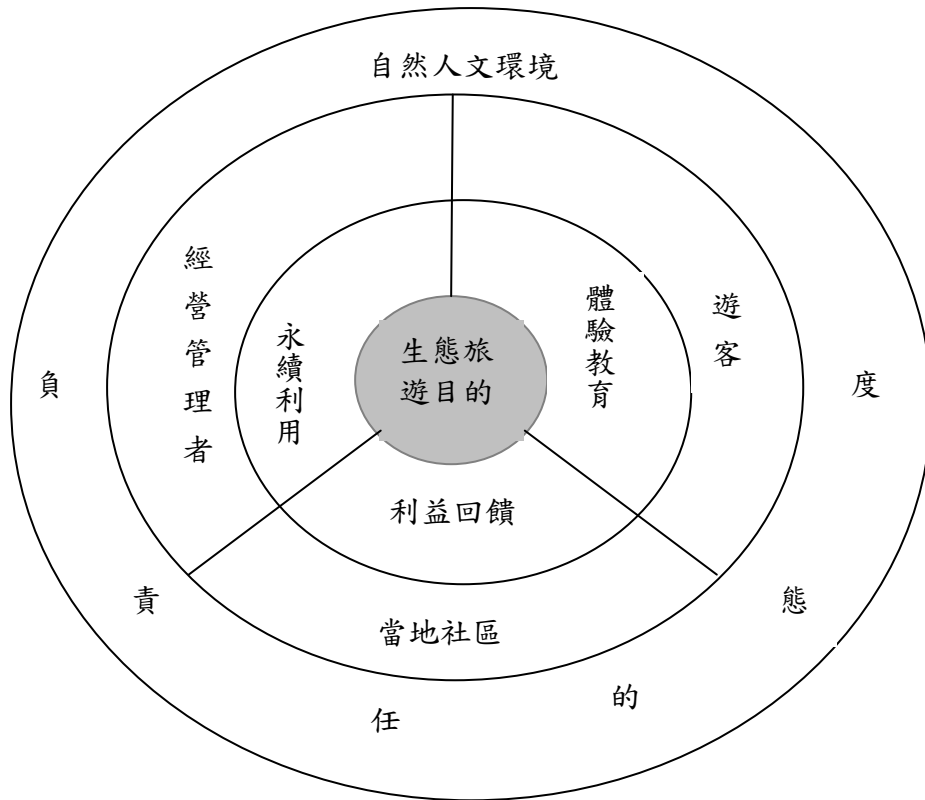 自然人文環境
經營管理者
永續利用
生態旅
遊目的
體驗教育
遊客
利益回饋
當地社區
負責任的態度